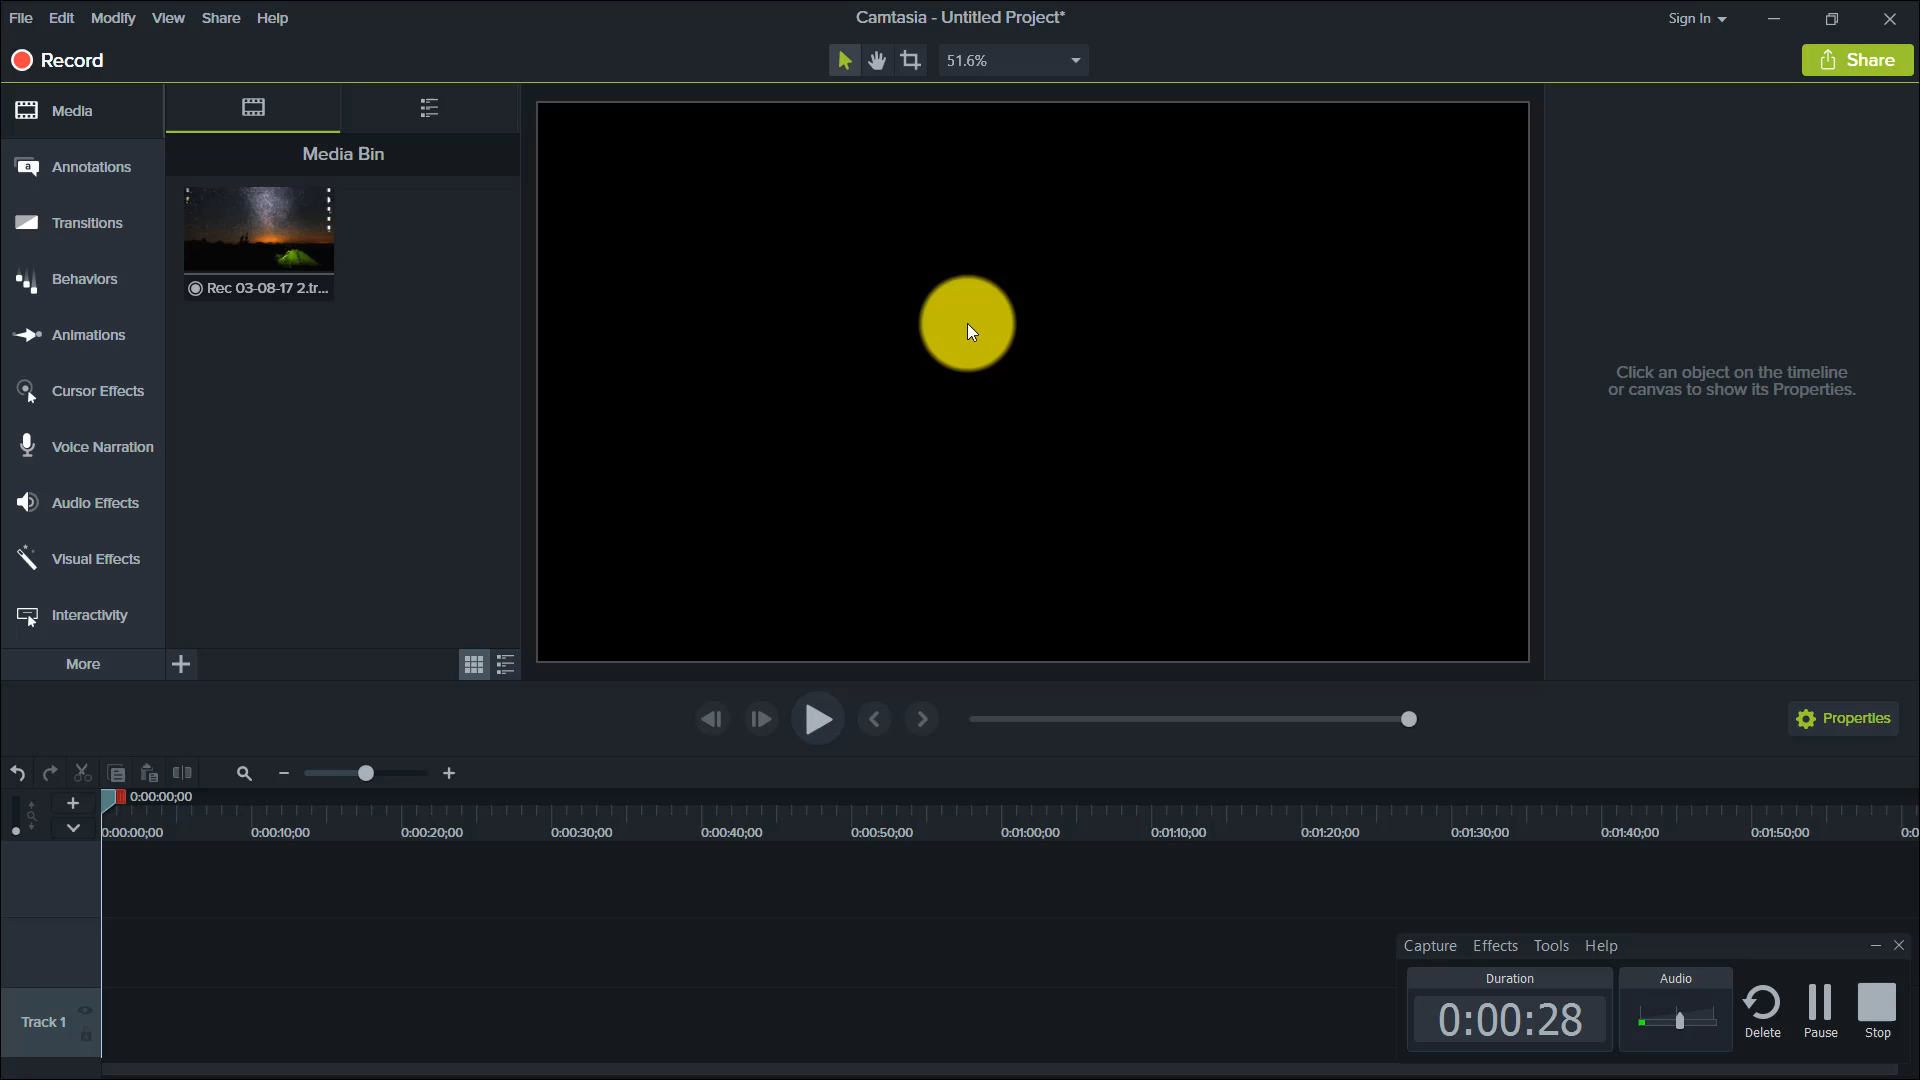 File Edit Modify View Share Help
Camtasia - Untitled Project*
Sign In
Record
51.6%
Share
Media
Annotations
Transitions
Behaviors
Animations
Cursor Effects
Voice Narration
Audio Effects
Visual Effects
Interactivity
More
Media Bin
Rec 03-08-17 2.tr...
Click an object on the timeline
or canvas to show its Properties.
Properties
0:00:00;00
0:00:00;00 0:00:10;00 0:00:20;00 0:00:30;00 0:00:40;00 0:00:50;00 0:01:00;00 0:01:10;00 0:01:20;00 0:01:30;00 0:01:40;00 0:01:50;00 0:0
Track 1
Capture Effects Tools Help
Duration
0:00:28
Audio
Delete Pause Stop